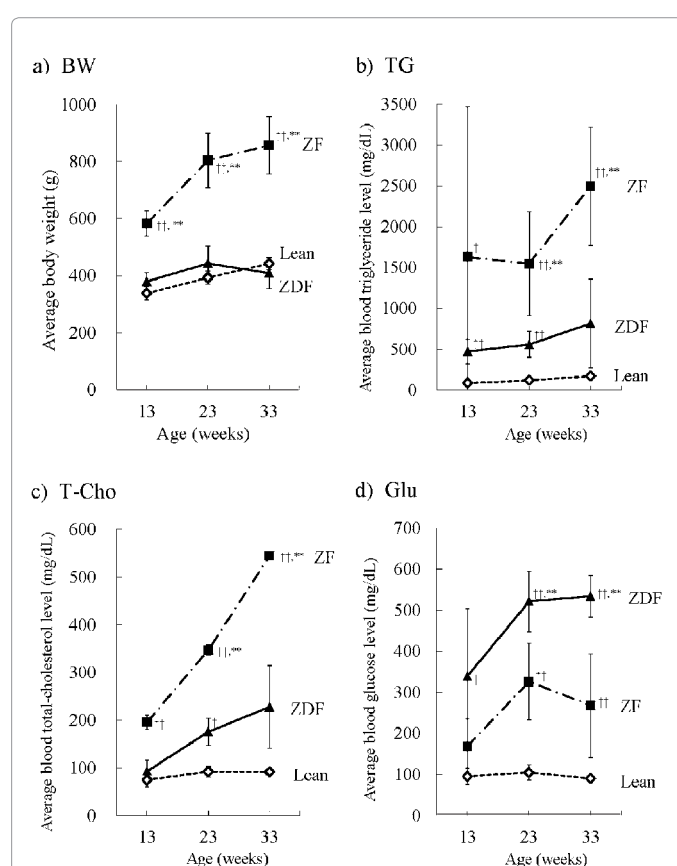 a) BW
Average body weight (g)
1000
800
600
400
200
0
††,**
††,**
††,**
ZF
Lean
ZDF
13 23 33
Age (weeks)
b) TG
Average blood triglyceride level (mg/dL)
3500
3000
2500
2000
1500
1000
500
0
†
††,**
††,**
ZF
††
††
ZDF
Lean
13 23 33
Age (weeks)
c) T-Cho
Average blood total-cholesterol level (mg/dL)
600
500
400
300
200
100
0
††
††,**
††,**
ZF
††
ZDF
Lean
13 23 33
Age (weeks)
d) Glu
Average blood glucose level (mg/dL)
700
600
500
400
300
200
100
0
††,**
††,**
ZDF
††
††
ZF
Lean
13 23 33
Age (weeks)